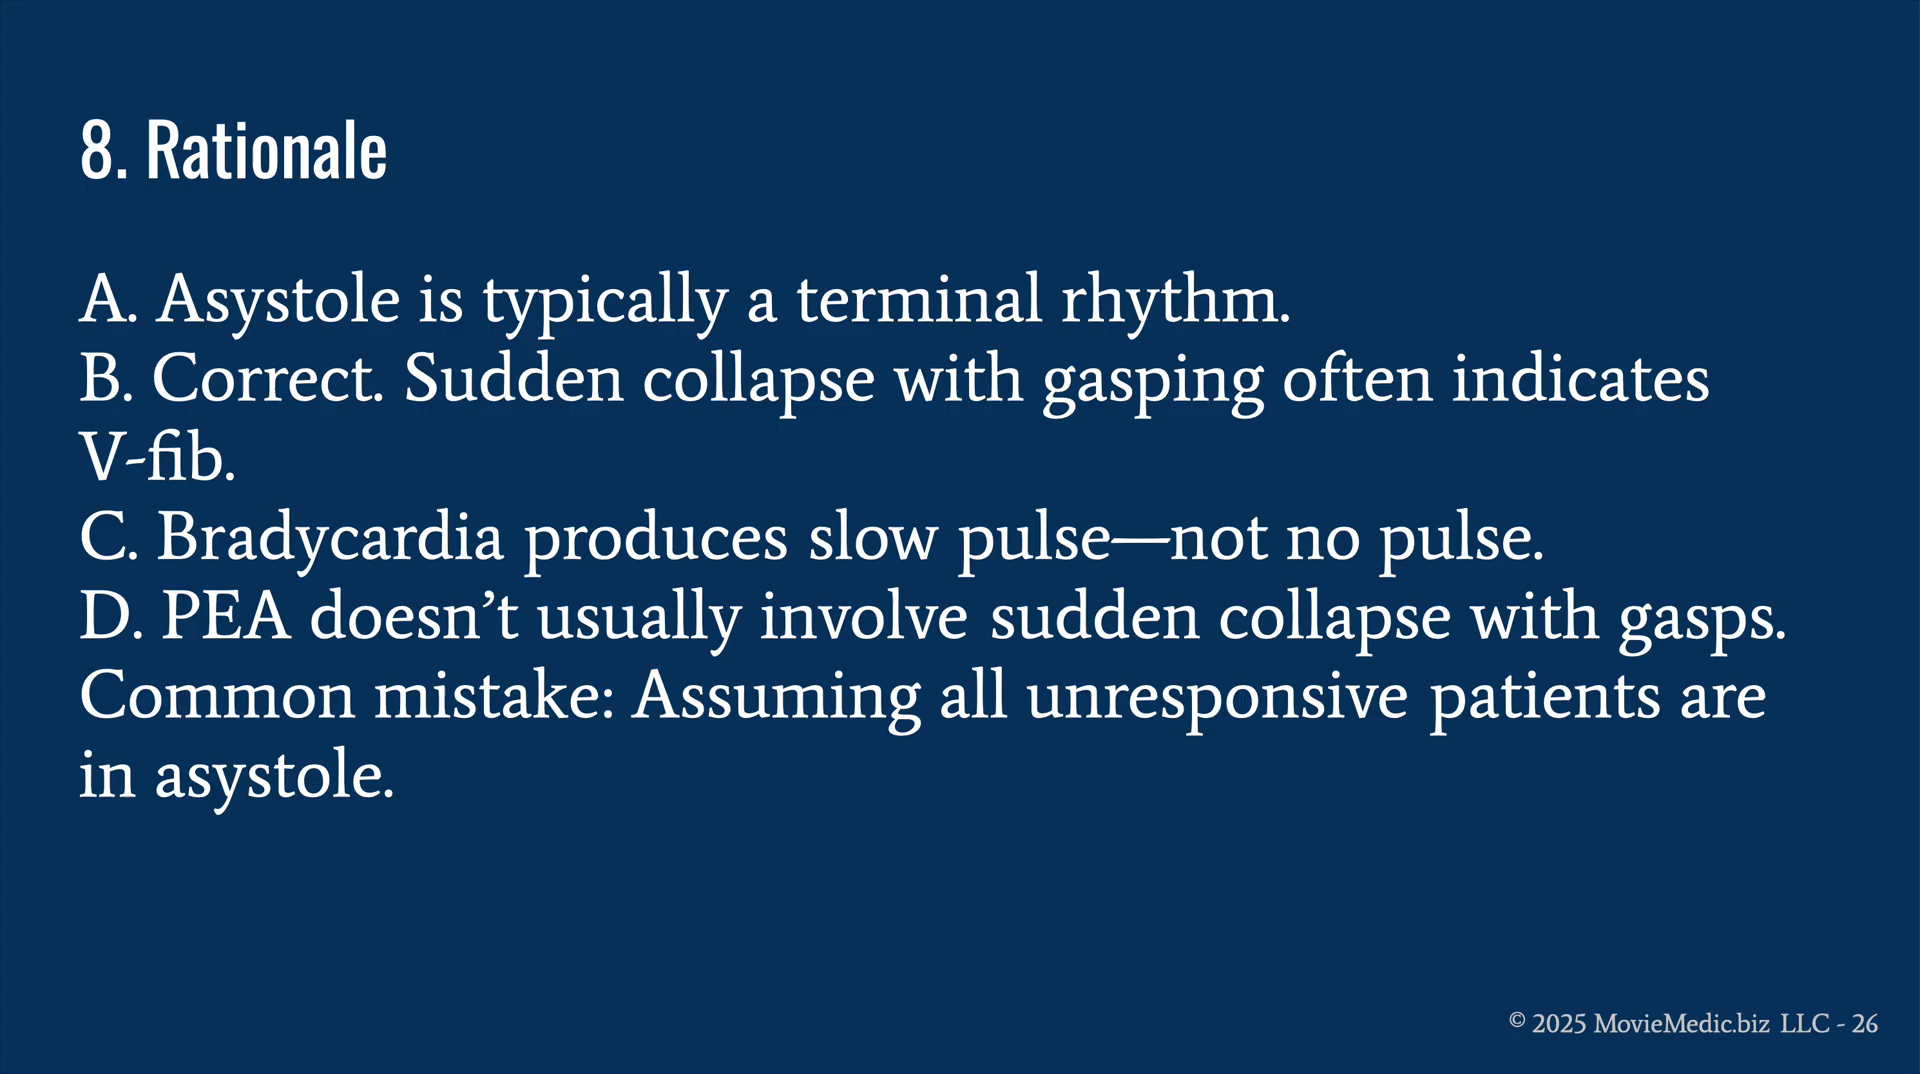 8. Rationale
A. Asystole is typically a terminal rhythm.
B. Correct. Sudden collapse with gasping often indicates
V-fib.
C. Bradycardia produces slow pulse—not no pulse.
D. PEA doesn’t usually involve sudden collapse with gasps.
Common mistake: Assuming all unresponsive patients are
in asystole.
© 2025 MovieMedic.biz LLC - 26